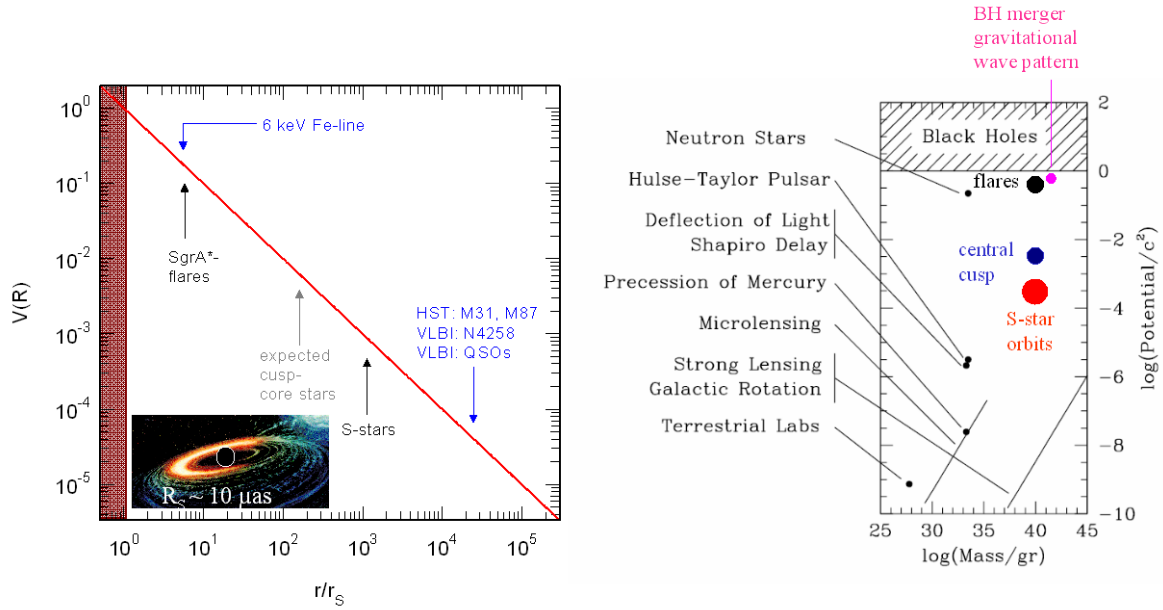 V(R)
10^0
10^-1
10^-2
10^-3
10^-4
10^-5
6 keV Fe-line
SgrA*-
flares
expected
cusp-
core stars
HST: M31, M87
VLBI: N4258
VLBI: QSOs
S-stars
R_S ~ 10 µas
10^0 10^1 10^2 10^3 10^4 10^5
r/r_S
BH merger
gravitational
wave pattern
Black Holes
Neutron Stars
Hulse-Taylor Pulsar
Deflection of Light
Shapiro Delay
Precession of Mercury
Microlensing
Strong Lensing
Galactic Rotation
Terrestrial Labs
flares
central
cusp
S-star
orbits
2
0
-2
-4
-6
-8
-10
log(Potential/c²)
25 30 35 40 45
log(Mass/gr)